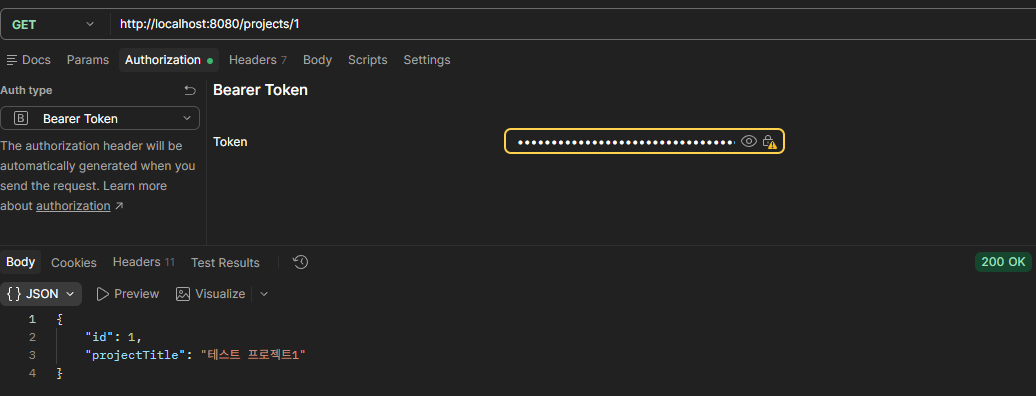 GET http://localhost:8080/projects/1
Docs Params Authorization Headers 7 Body Scripts Settings
Auth type
B Bearer Token
The authorization header will be
automatically generated when you
send the request. Learn more
about authorization ↗
Bearer Token
Token ••••••••••••••••••••••••••••••••
Body Cookies Headers 11 Test Results 200 OK
{} JSON Preview Visualize
1 {
2 "id": 1,
3 "projectTitle": "테스트 프로젝트1"
4 }